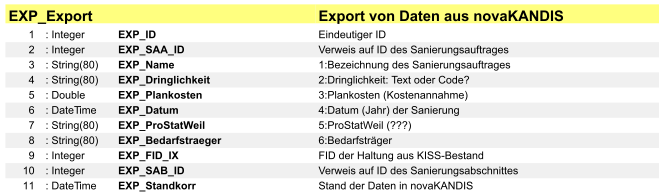 EXP_Export Export von Daten aus novaKANDIS
1 : Integer EXP_ID Eindeutiger ID
2 : Integer EXP_SAA_ID Verweis auf ID des Sanierungsauftrages
3 : String(80) EXP_Name 1:Bezeichnung des Sanierungsauftrages
4 : String(80) EXP_Dringlichkeit 2:Dringlichkeit: Text oder Code?
5 : Double EXP_Plankosten 3:Plankosten (Kostenannahme)
6 : DateTime EXP_Datum 4:Datum (Jahr) der Sanierung
7 : String(80) EXP_ProStatWeil 5:ProStatWeil (???)
8 : String(80) EXP_Bedarfstraeger 6:Bedarfsträger
9 : Integer EXP_FID_IX FID der Haltung aus KISS-Bestand
10 : Integer EXP_SAB_ID Verweis auf ID des Sanierungsabschnittes
11 : DateTime EXP_Standkorr Stand der Daten in novaKANDIS